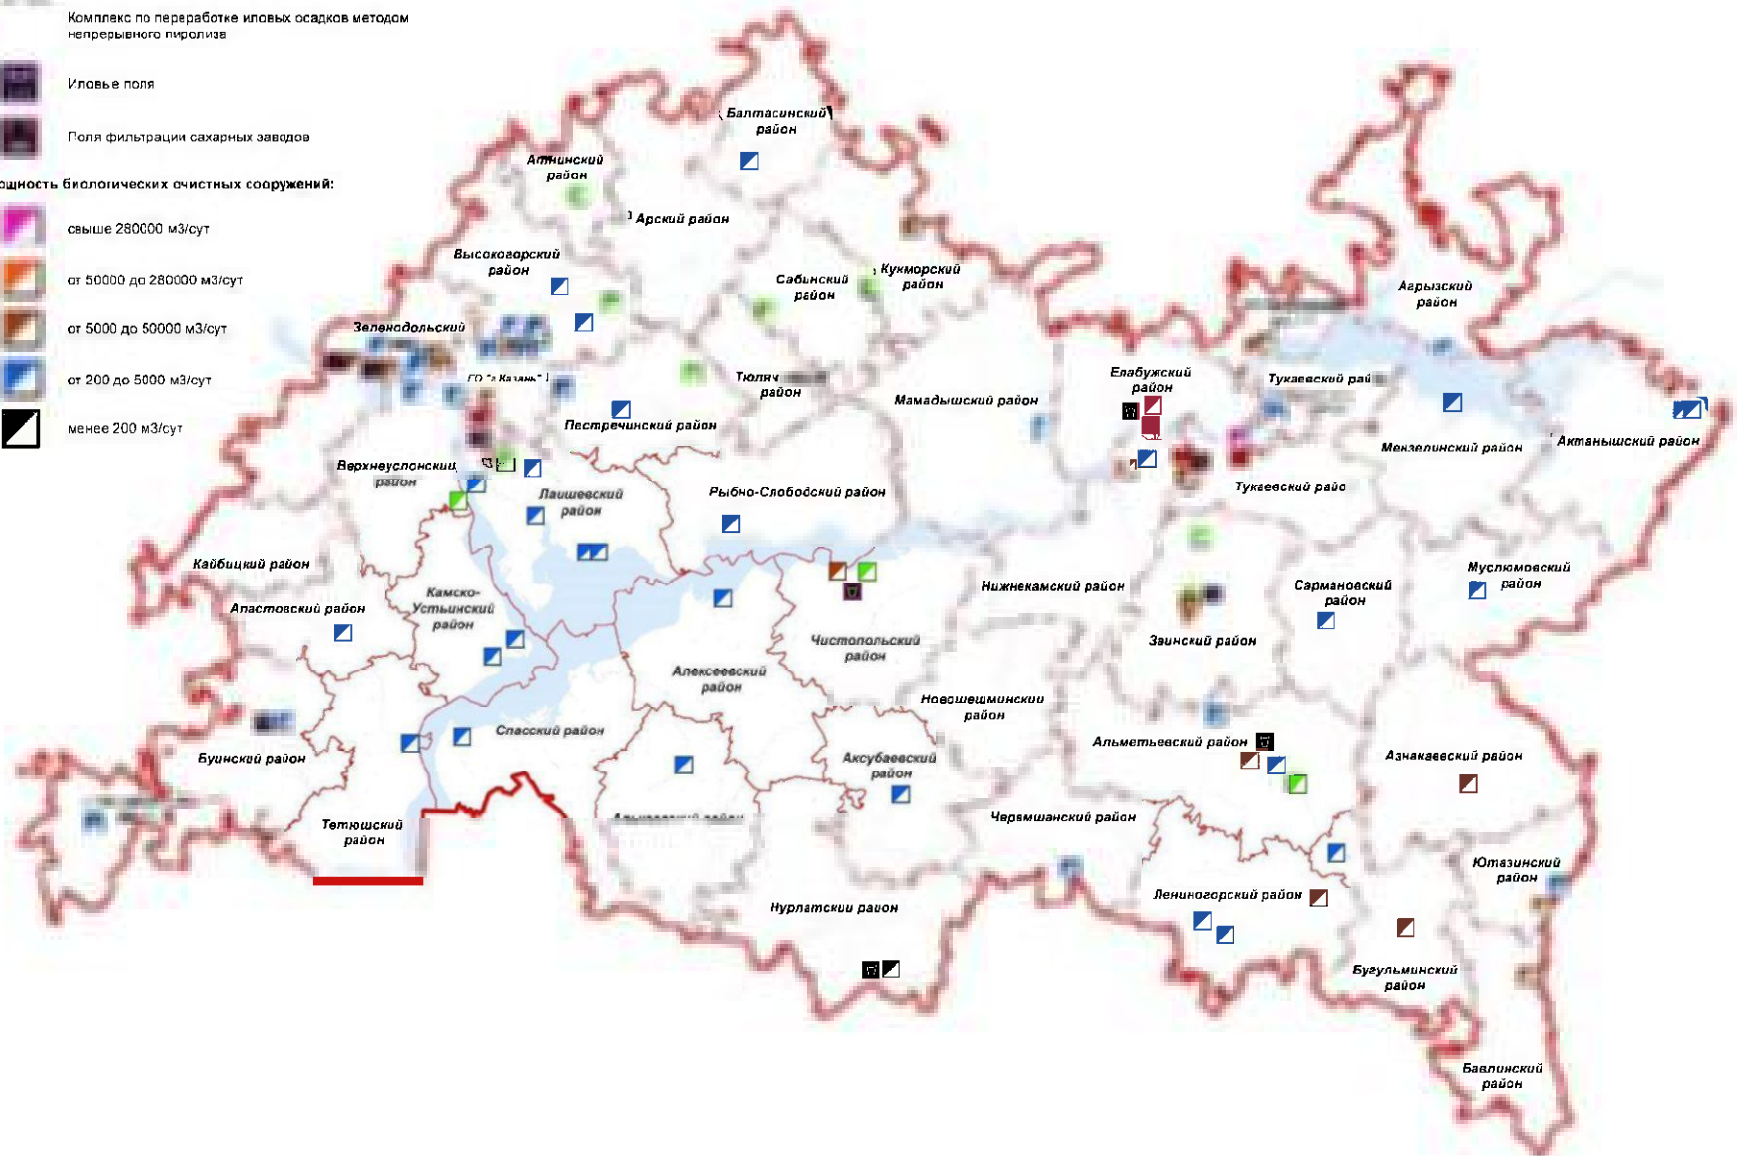 Комплекс по переработке иловых осадков методом
непрерывного пиролиза
Иловые поля
Поля фильтрации сахарных заводов
ощность биологических очистных сооружений:
свыше 280000 м3/сут
от 50000 до 280000 м3/сут
от 5000 до 50000 м3/сут
от 200 до 5000 м3/сут
менее 200 м3/сут
Балтасинский
район
Атнинский
район
Арский район
Высокогорский
район
Сабинский
район
Кукморский
район
Агрызский
район
Зеленодольский
ГО "г Казань"
Тюляч
район
Мамадышский район
Елабужский
район
Тукаевский рай
Пестречинский район
Мензелинский район
Актанышский район
Верхнеуслонский
район
Лаишевский
район
Рыбно-Слободский район
Тукаевский райо
Кайбицкий район
Апастовский район
Камско-
Устьинский
район
Нижнекамский район
Сармановский
район
Муслюмовский
район
Чистопольский
район
Заинский район
Алексеевский
район
Новошешминский
район
Спасский район
Буинский район
Аксубаевский
район
Альметьевский район
Азнакаевский район
Тетюшский
район
Черемшанский район
Ютазинский
район
Лениногорский район
Нурлатский район
Бугульминский
район
Бавлинский
район